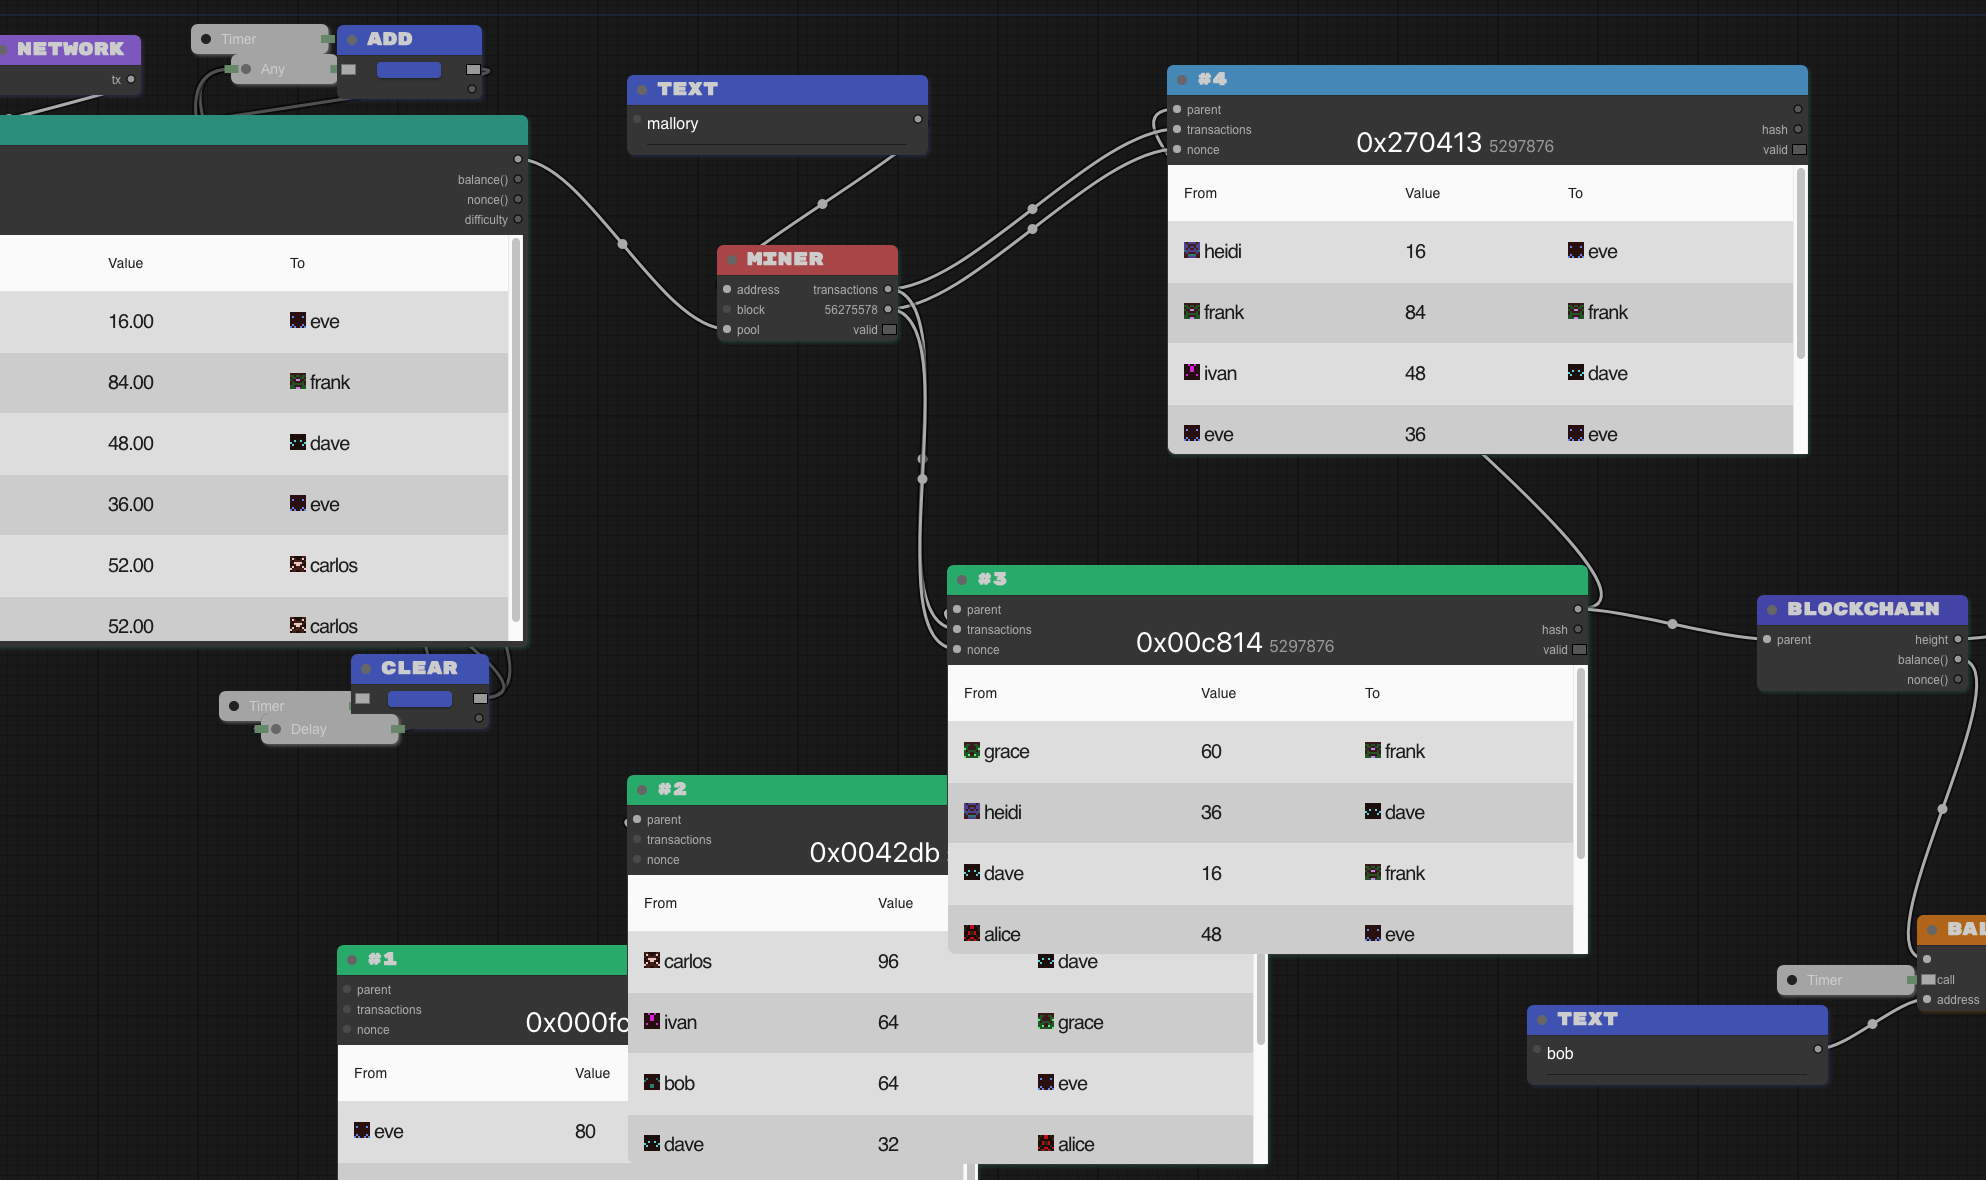 NETWORK
tx
Timer
Any
ADD
balance()
nonce()
difficulty
Value To
16.00 eve
84.00 frank
48.00 dave
36.00 eve
52.00 carlos
52.00 carlos
CLEAR
Timer
Delay
TEXT
mallory
MINER
address transactions
block 56275578
pool valid
#4
parent
transactions hash
nonce valid
0x270413 5297876
From Value To
heidi 16 eve
frank 84 frank
ivan 48 dave
eve 36 eve
#3
parent
transactions hash
nonce valid
0x00c814 5297876
From Value To
grace 60 frank
heidi 36 dave
dave 16 frank
alice 48 eve
#2
parent
transactions
nonce
0x0042db
From Value
carlos 96 dave
ivan 64 grace
bob 64 eve
dave 32 alice
#1
parent
transactions
nonce
0x000f
From Value
eve 80
BLOCKCHAIN
parent height
balance()
nonce()
BAL
Timer
call
address
TEXT
bob